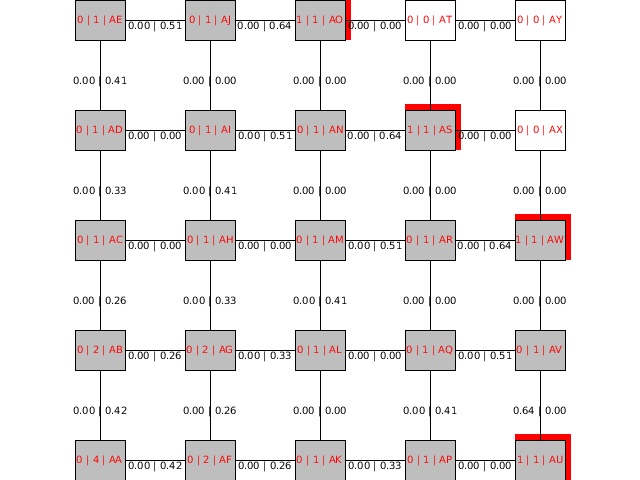 0 | 1 | AE 0.00 | 0.51 0 | 1 | AJ 0.00 | 0.64 1 | 1 | AO 0.00 | 0.00 0 | 0 | AT 0.00 | 0.00 0 | 0 | AY
0.00 | 0.41 0.00 | 0.00 0.00 | 0.00 0.00 | 0.00 0.00 | 0.00
0 | 1 | AD 0.00 | 0.00 0 | 1 | AI 0.00 | 0.51 0 | 1 | AN 0.00 | 0.64 1 | 1 | AS 0.00 | 0.00 0 | 0 | AX
0.00 | 0.33 0.00 | 0.41 0.00 | 0.00 0.00 | 0.00 0.00 | 0.00
0 | 1 | AC 0.00 | 0.00 0 | 1 | AH 0.00 | 0.00 0 | 1 | AM 0.00 | 0.51 0 | 1 | AR 0.00 | 0.64 1 | 1 | AW
0.00 | 0.26 0.00 | 0.33 0.00 | 0.41 0.00 | 0.00 0.00 | 0.00
0 | 2 | AB 0.00 | 0.26 0 | 2 | AG 0.00 | 0.33 0 | 1 | AL 0.00 | 0.00 0 | 1 | AQ 0.00 | 0.51 0 | 1 | AV
0.00 | 0.42 0.00 | 0.26 0.00 | 0.00 0.00 | 0.41 0.64 | 0.00
0 | 4 | AA 0.00 | 0.42 0 | 2 | AF 0.00 | 0.26 0 | 1 | AK 0.00 | 0.33 0 | 1 | AP 0.00 | 0.00 1 | 1 | AU